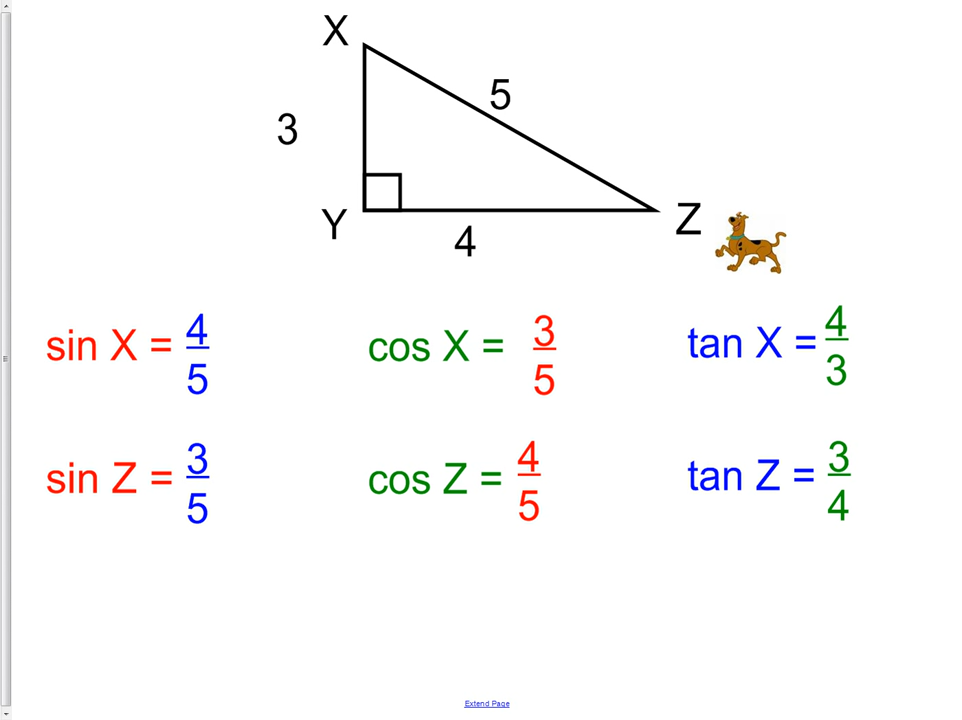 X
5
3
Y
4
Z
sin X = 4/5
cos X = 3/5
tan X = 4/3
sin Z = 3/5
cos Z = 4/5
tan Z = 3/4
Extend Page